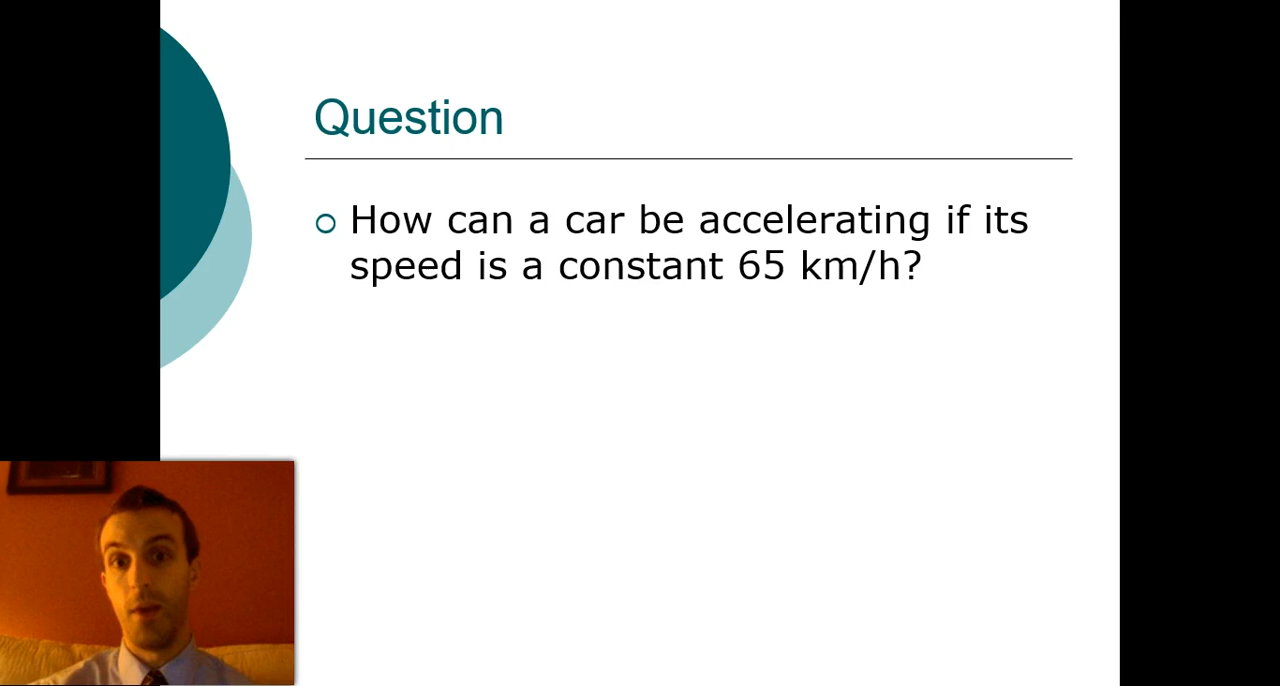 Question
How can a car be accelerating if its
speed is a constant 65 km/h?